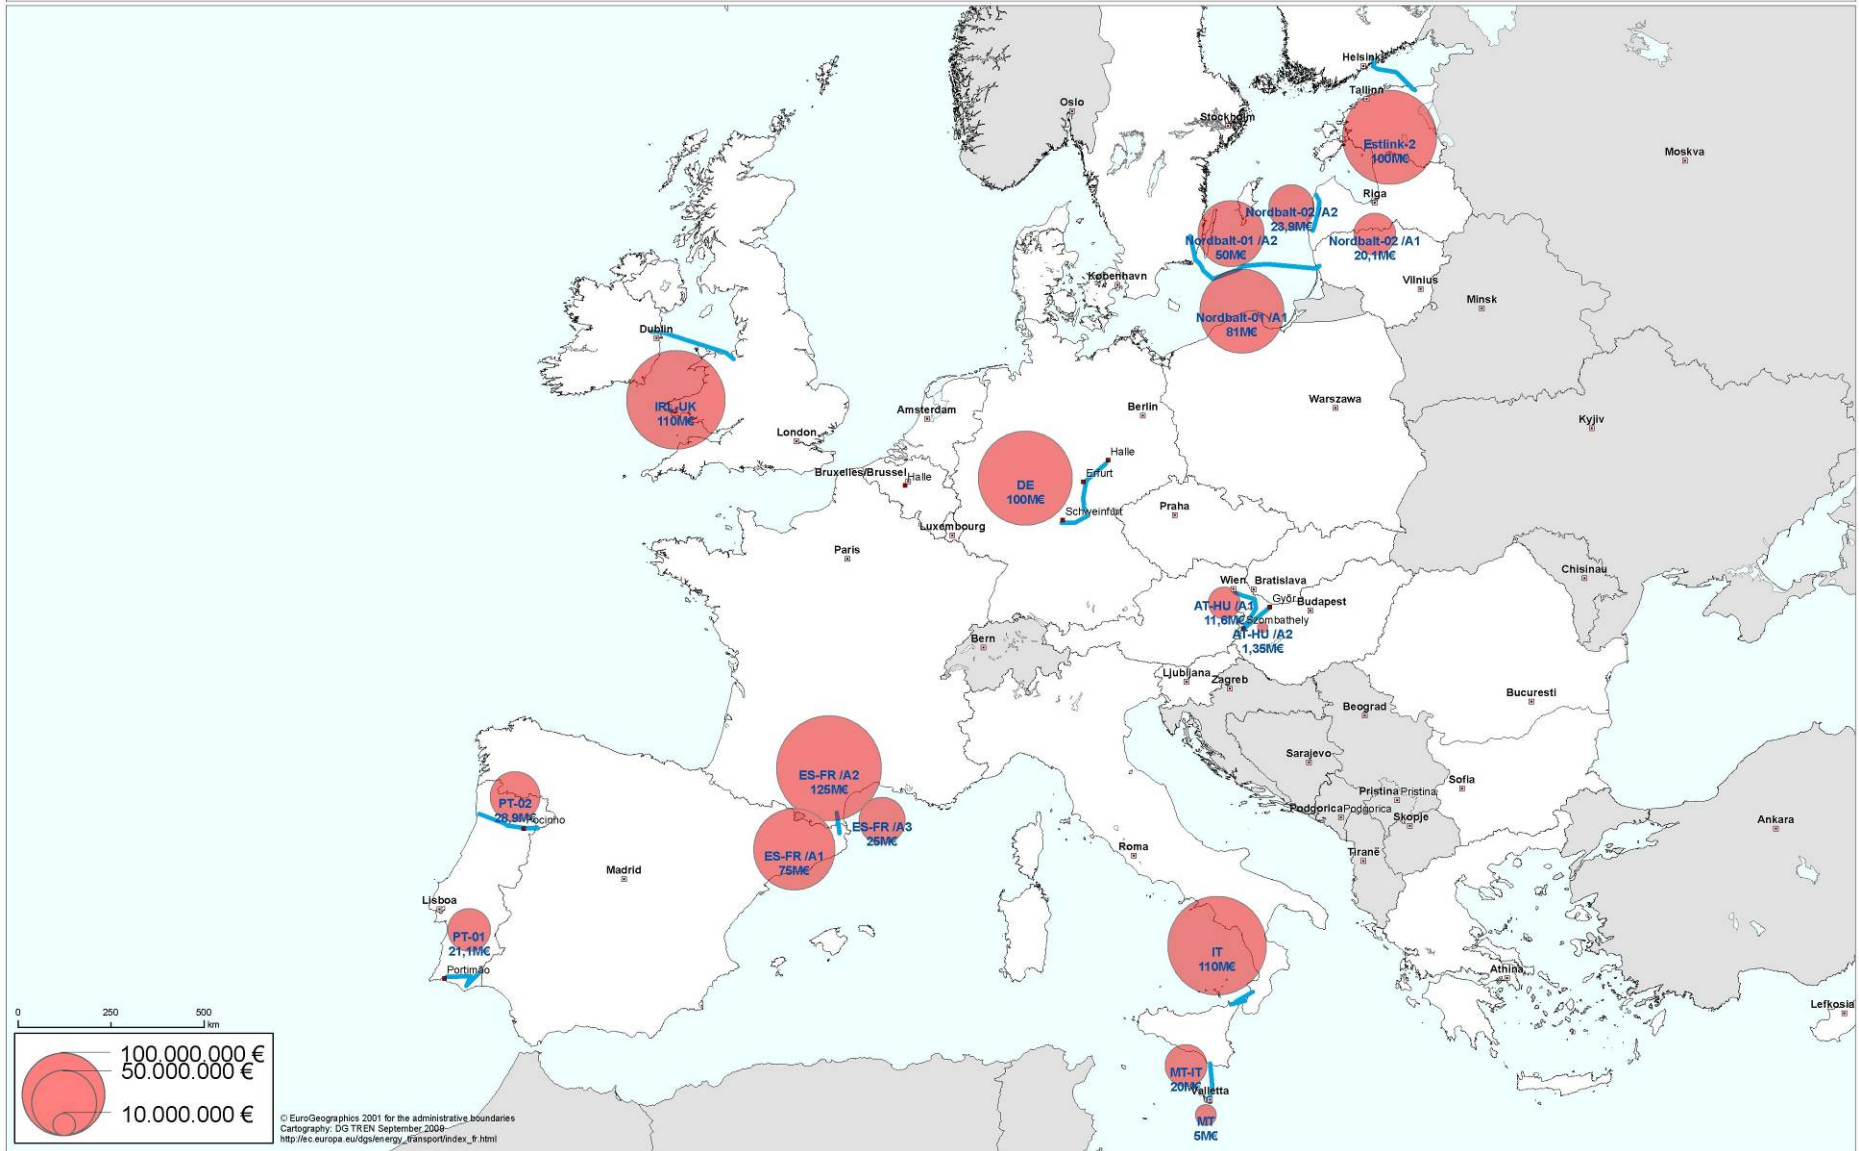 Helsinki
Tallinn
Oslo
Stockholm
Estlink-2
100M€
Moskva
Riga
Nordbalt-02 /A2
23,9M€
Nordbalt-01 /A2
50M€
Nordbalt-02 /A1
20,1M€
København
Vilnius
Minsk
Nordbalt-01 /A1
81M€
Dublin
IRL-UK
110M€
Amsterdam
Berlin
Warszawa
Kyjiv
London
Halle
Bruxelles/Brussel
Halle
Erfurt
DE
100M€
Schweinfurt
Praha
Luxembourg
Paris
Chisinau
Wien
Bratislava
Győr
Budapest
AT-HU /A1
11,6M€
Szombathely
AT-HU /A2
1,35M€
Bern
Ljubljana
Zagreb
Bucuresti
Beograd
Sarajevo
ES-FR /A2
125M€
Sofia
Pristina
Pristina
Podgorica
Podgorica
Skopje
Ankara
PT-02
28,9M€
Pocinho
ES-FR /A3
25M€
ES-FR /A1
75M€
Roma
Tiranë
Madrid
Lisboa
PT-01
21,1M€
Portimão
IT
110M€
Athina
Lefkosia
0 250 500
km
100.000.000 €
50.000.000 €
10.000.000 €
MT-IT
20M€
Valletta
MT
5M€
© EuroGeographics 2001 for the administrative boundaries
Cartography: DG TREN September 2009
http://ec.europa.eu/dgs/energy_transport/index_fr.html